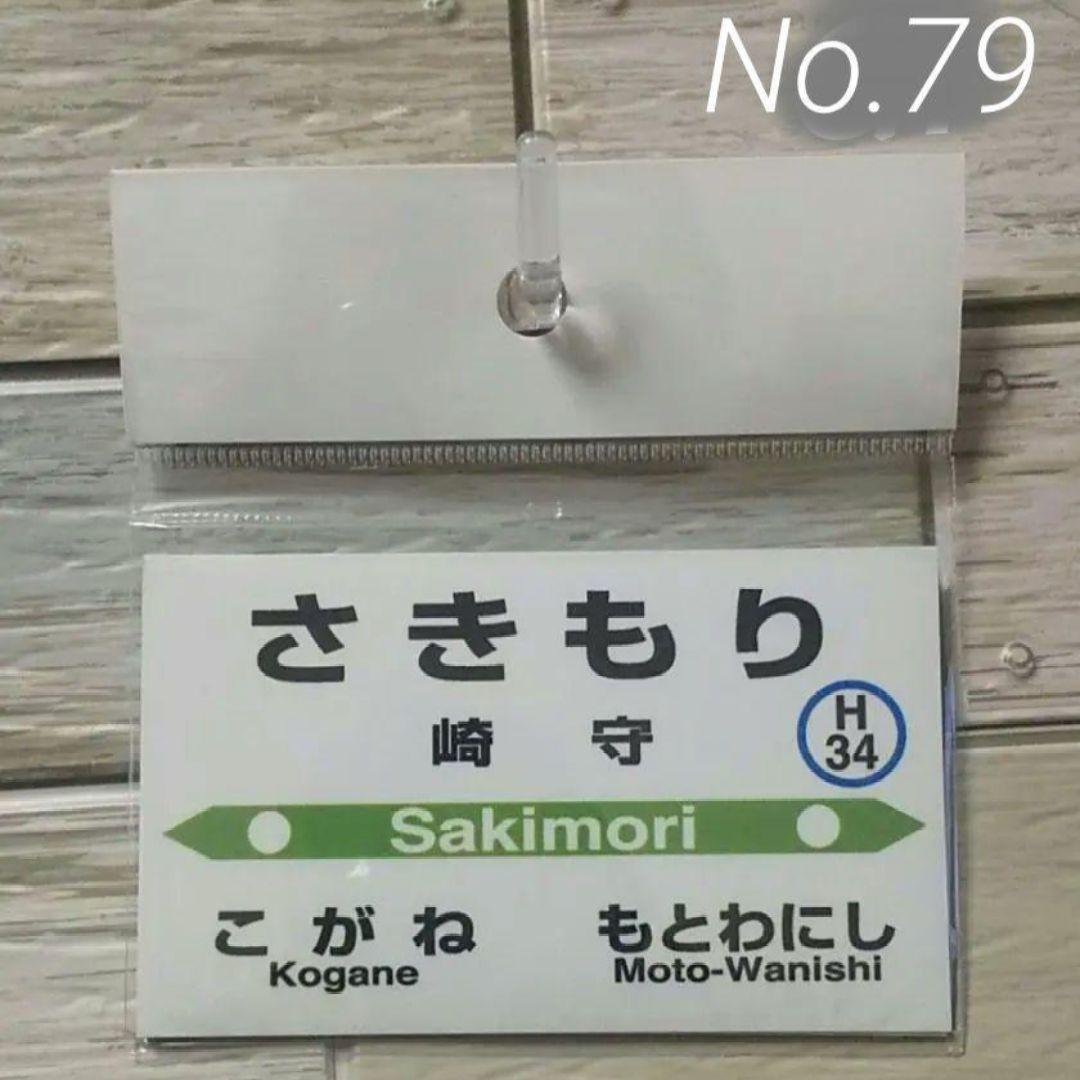 No.79
さきもり
崎守
H
34
Sakimori
こがね もとわにし
Kogane Moto-Wanishi